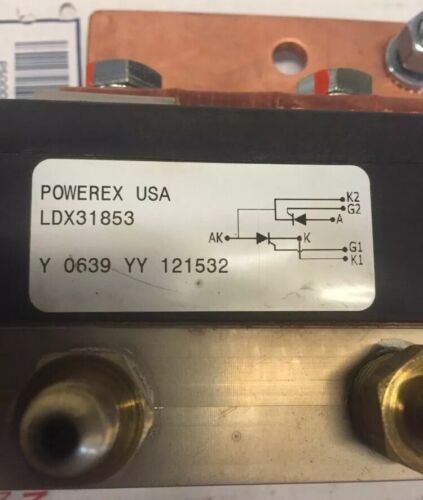 POWEREX USA
LDX31853
K2
G2
A
AK
K
G1
K1
Y 0639 YY 121532